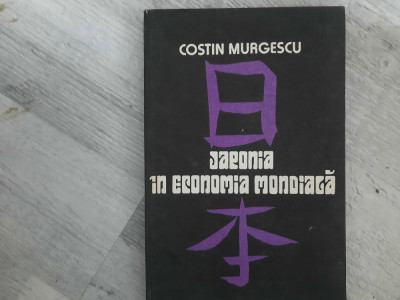 COSTIN MURGESCU
日
Japonia
în economia mondială
本